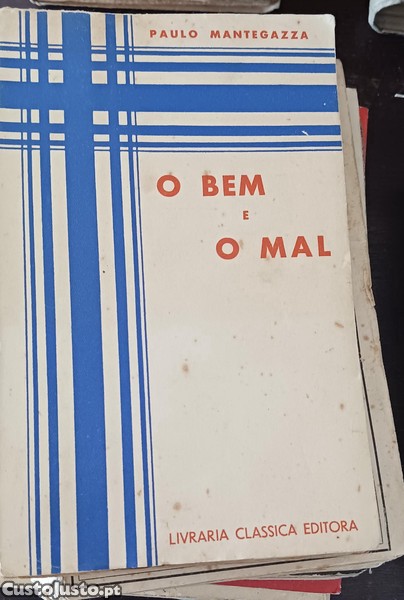 PAULO MANTEGAZZA
O BEM
E
O MAL
LIVRARIA CLASSICA EDITORA
CustoJusto.pt